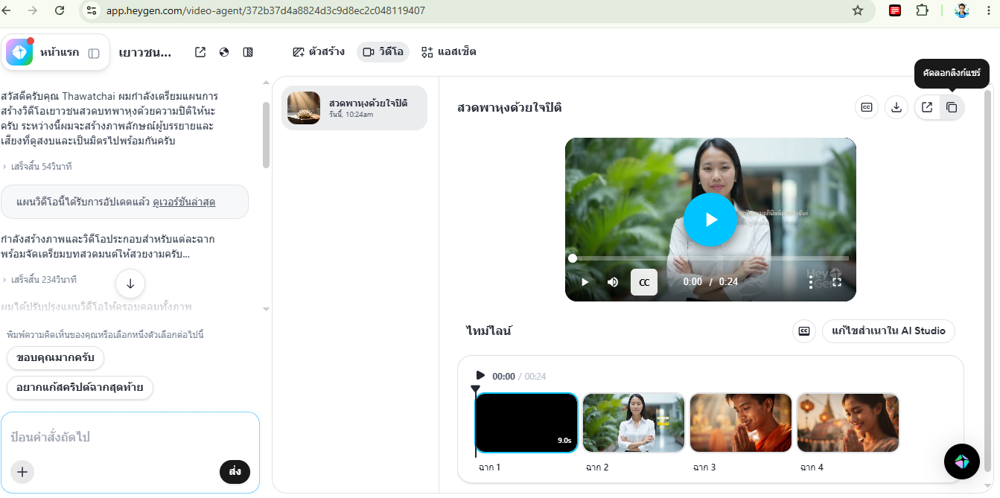 app.heygen.com/video-agent/372b37d4a8824d3c9d8ec2c048119407
หน้าแรก
เยาวชน...
ตัวสร้าง
วิดีโอ
แอสเซ็ต
คัดลอกลิงก์แชร์
สวัสดีครับคุณ Thawatchai ผมกำลังเตรียมแผนการ
สร้างวิดีโอเยาวชนสวดบทพาหุงด้วยความปิติให้นะ
ครับ ระหว่างนี้ผมจะสร้างภาพลักษณ์ผู้บรรยายและ
เสียงที่ดูสงบและเป็นมิตรไปพร้อมกันครับ
เสร็จสิ้น 54วินาที
แผนวิดีโอนี้ได้รับการอัปเดตแล้ว ดูเวอร์ชันล่าสุด
กำลังสร้างภาพและวิดีโอประกอบสำหรับแต่ละฉาก
พร้อมจัดเตรียมบทสวดมนต์ให้สวยงามครับ...
เสร็จสิ้น 234วินาที
ผมได้ปรับปรุงแผนวิดีโอให้ครอบคลุมทั้งภาพ
พิมพ์ความคิดเห็นของคุณหรือเลือกหนึ่งตัวเลือกต่อไปนี้
ขอบคุณมากครับ
อยากแก้สคริปต์ฉากสุดท้าย
ป้อนคำสั่งถัดไป
ส่ง
สวดพาหุงด้วยใจปิติ
วันนี้, 10:24am
สวดพาหุงด้วยใจปิติ
CC
CC
0:00 / 0:24
HeyGen
ไทม์ไลน์
CC
แก้ไขสำเนาใน AI Studio
00:00 / 00:24
9.0s
ฉาก 1
ฉาก 2
ฉาก 3
ฉาก 4